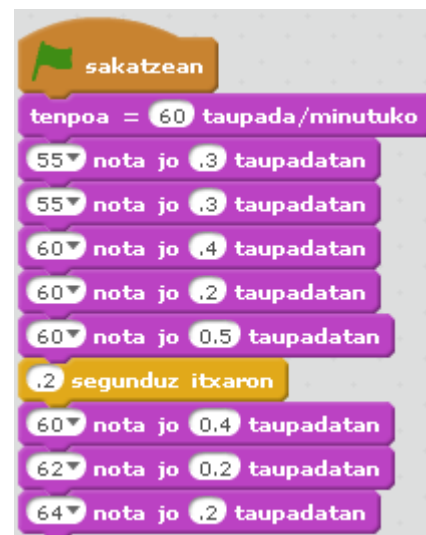 sakatzean
tenpoa = 60 taupada/minutuko
55 nota jo .3 taupadatan
55 nota jo .3 taupadatan
60 nota jo .4 taupadatan
60 nota jo .2 taupadatan
60 nota jo 0.5 taupadatan
.2 segunduz itxaron
60 nota jo 0.4 taupadatan
62 nota jo 0.2 taupadatan
64 nota jo .2 taupadatan